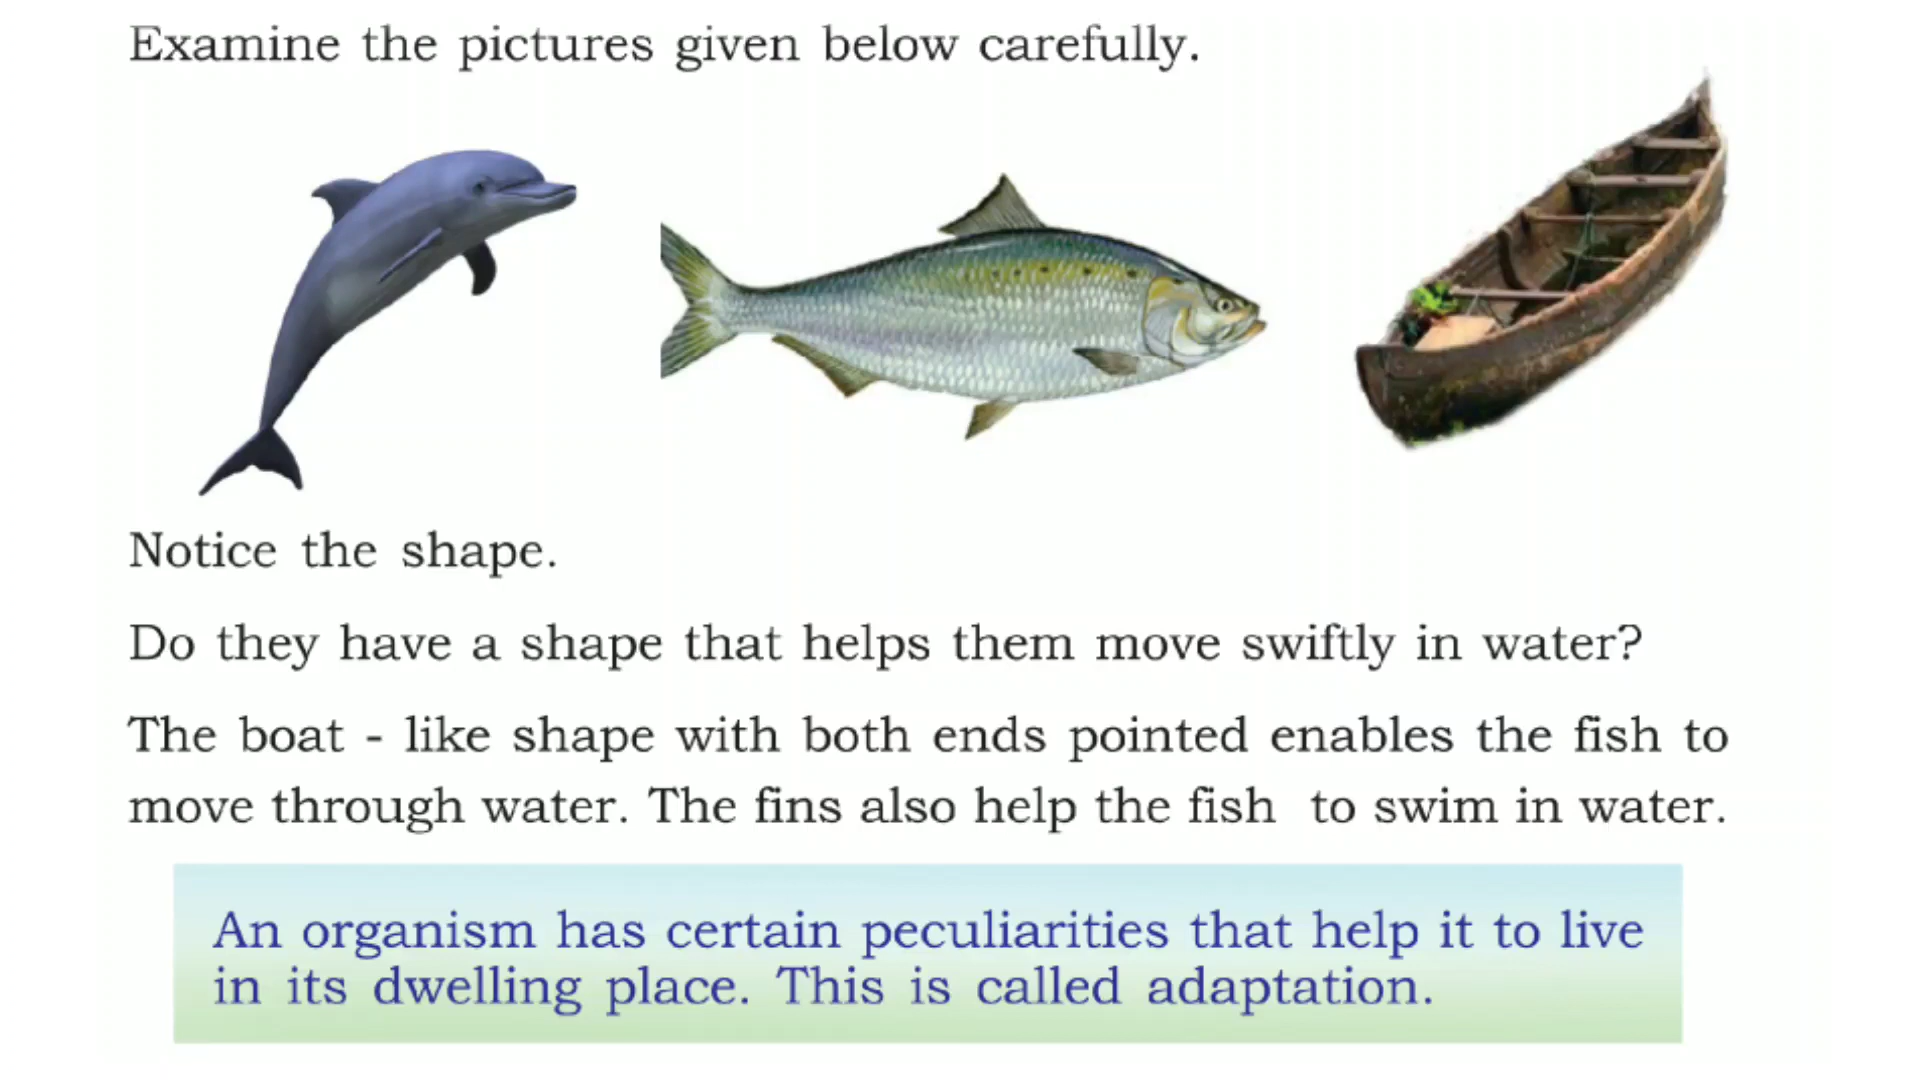 Examine the pictures given below carefully.
Notice the shape.
Do they have a shape that helps them move swiftly in water?
The boat - like shape with both ends pointed enables the fish to
move through water. The fins also help the fish to swim in water.
An organism has certain peculiarities that help it to live
in its dwelling place. This is called adaptation.